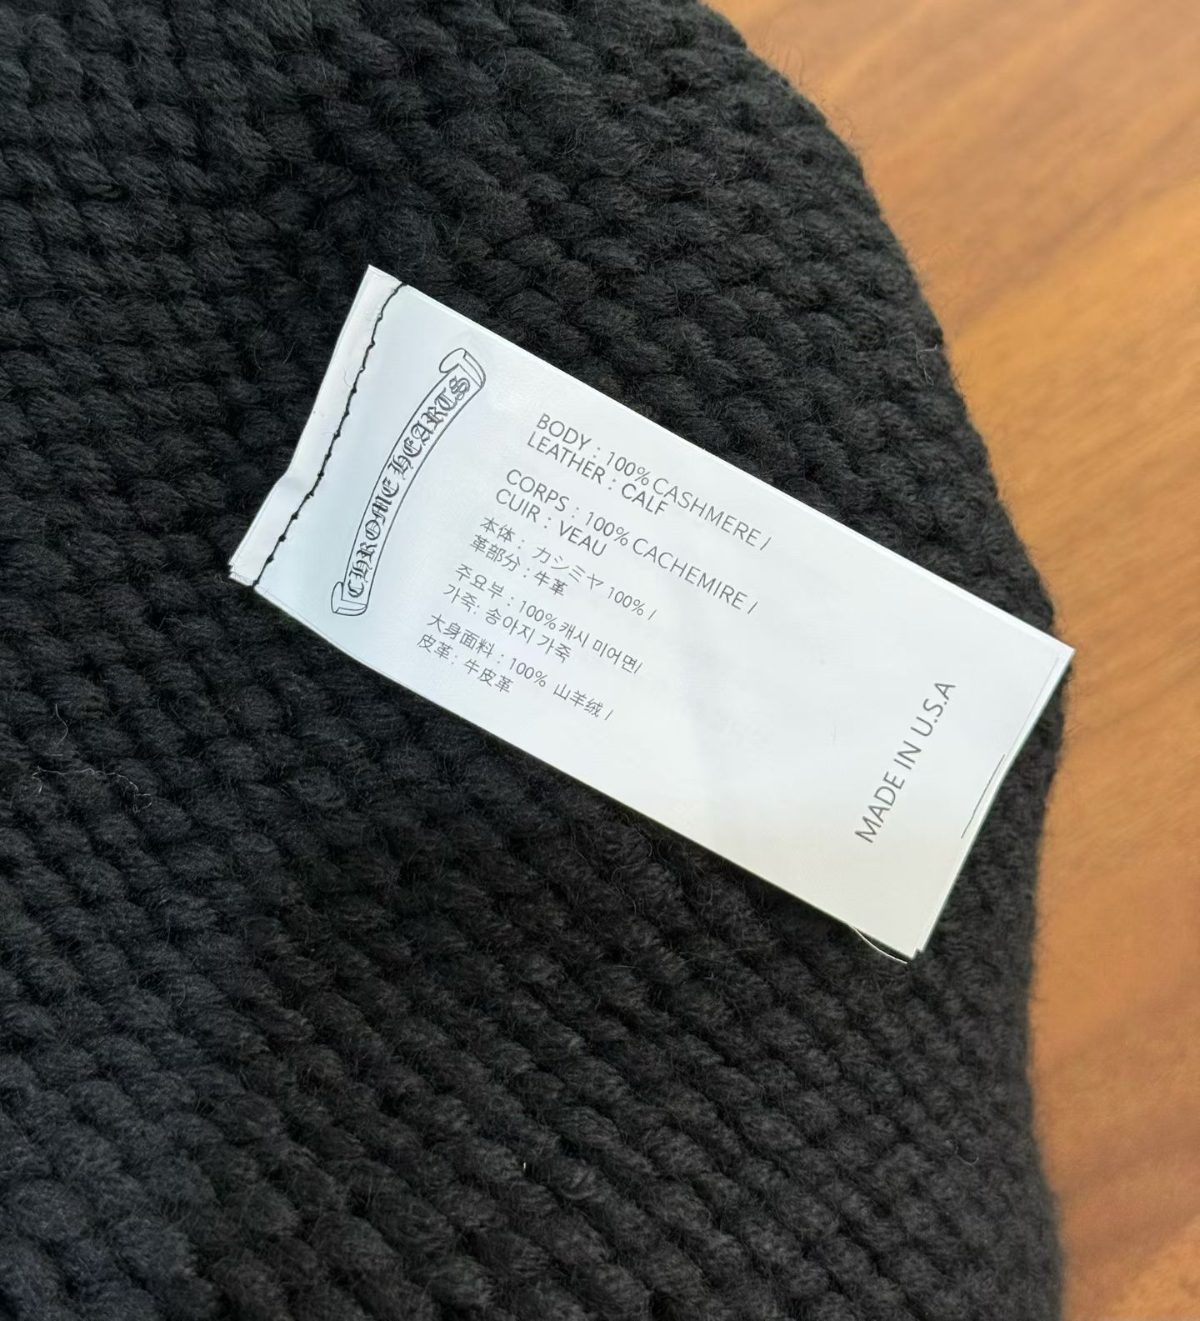 CHROME HEARTS
BODY : 100% CASHMERE /
LEATHER : CALF
CORPS : 100% CACHEMIRE /
CUIR : VEAU
本体 : カシミヤ 100% /
革部分 : 牛革
주요부 : 100% 캐시 미어면/
가죽: 송아지 가죽
大身面料 : 100% 山羊绒 /
皮革: 牛皮革
MADE IN U.S.A